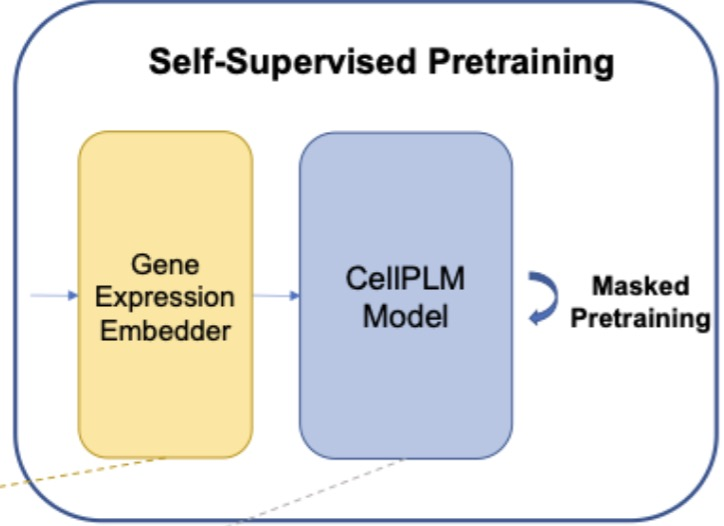 Self-Supervised Pretraining
Gene
Expression
Embedder
CellPLM
Model
Masked
Pretraining